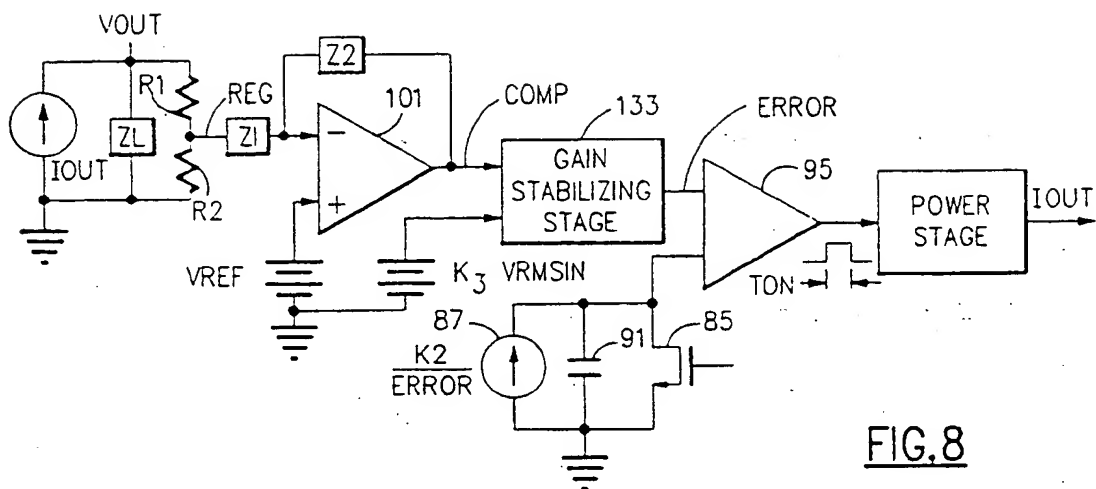 VOUT
R1
REG
Z2
101
COMP
133
ERROR
95
ZL
IOUT
R2
Z1
−
+
GAIN
STABILIZING
STAGE
POWER
STAGE
IOUT
VREF
K3 VRMSIN
TON
87
91
85
K2
ERROR
FIG.8